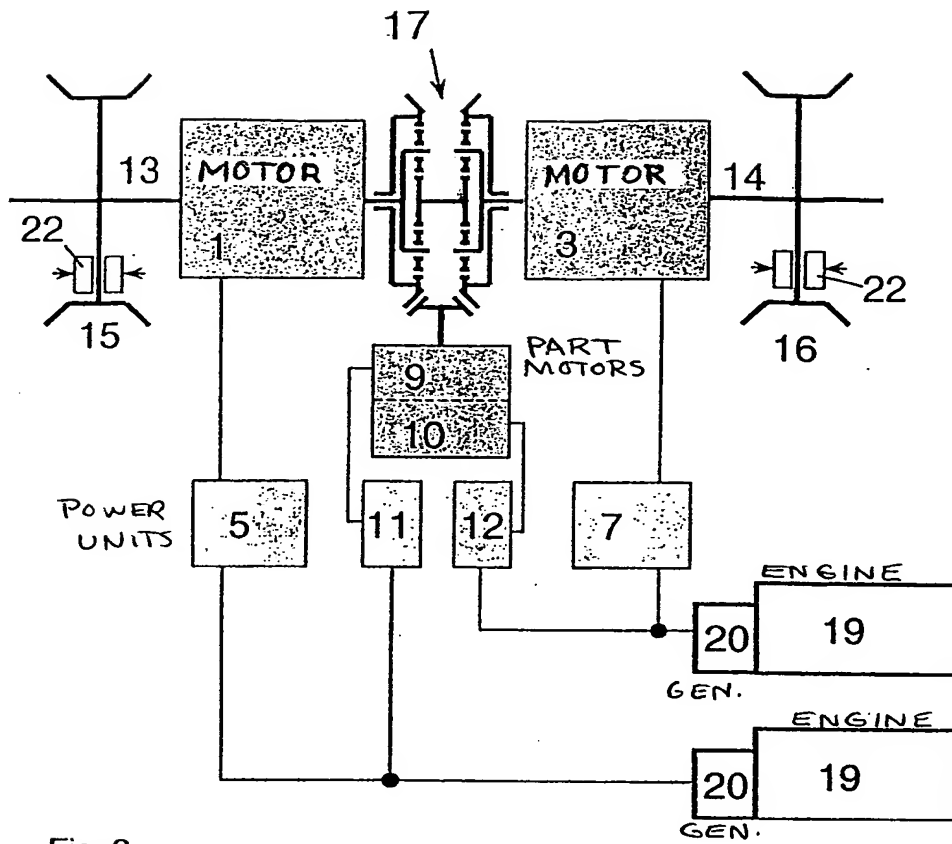 17
13
MOTOR
MOTOR
14
22
1
3
22
15
16
PART
MOTORS
9
10
POWER
UNITS
5
11
12
7
ENGINE
20
19
GEN.
ENGINE
20
19
GEN.